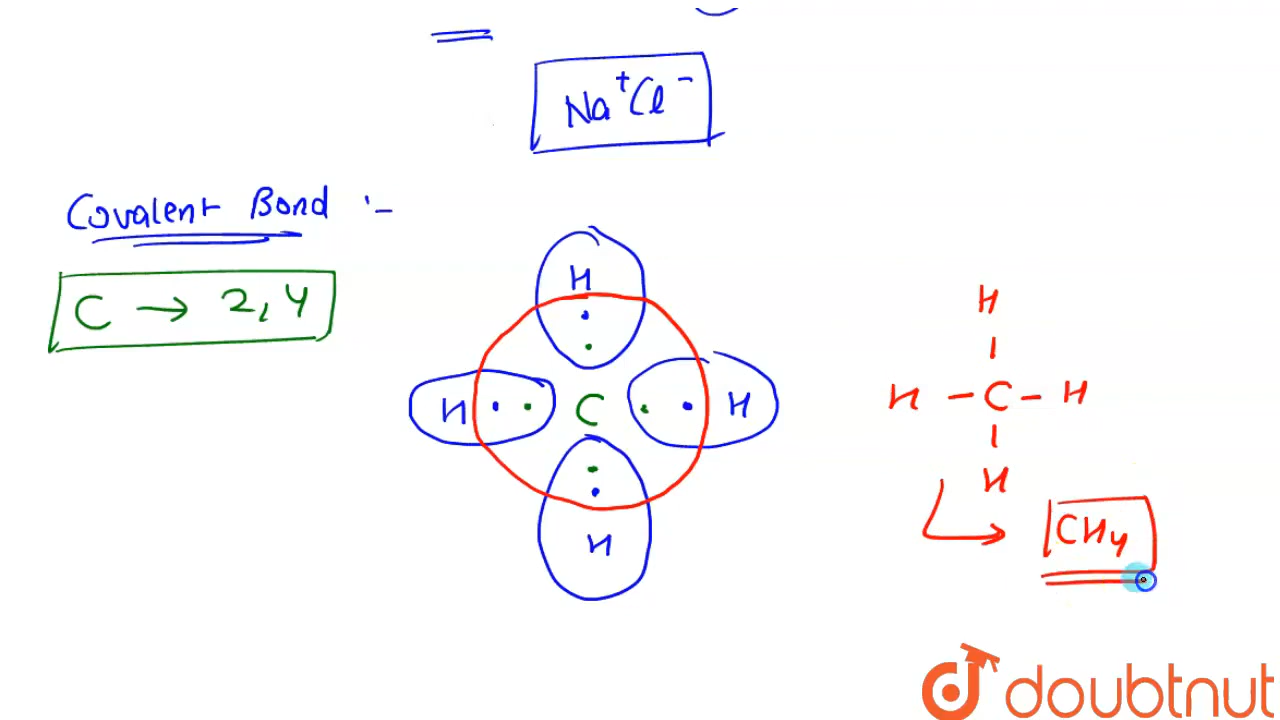 Na⁺Cl⁻
Covalent Bond :-
C → 2, 4
H
H C H
H
H
H - C - H
H
CH₄
doubtnut